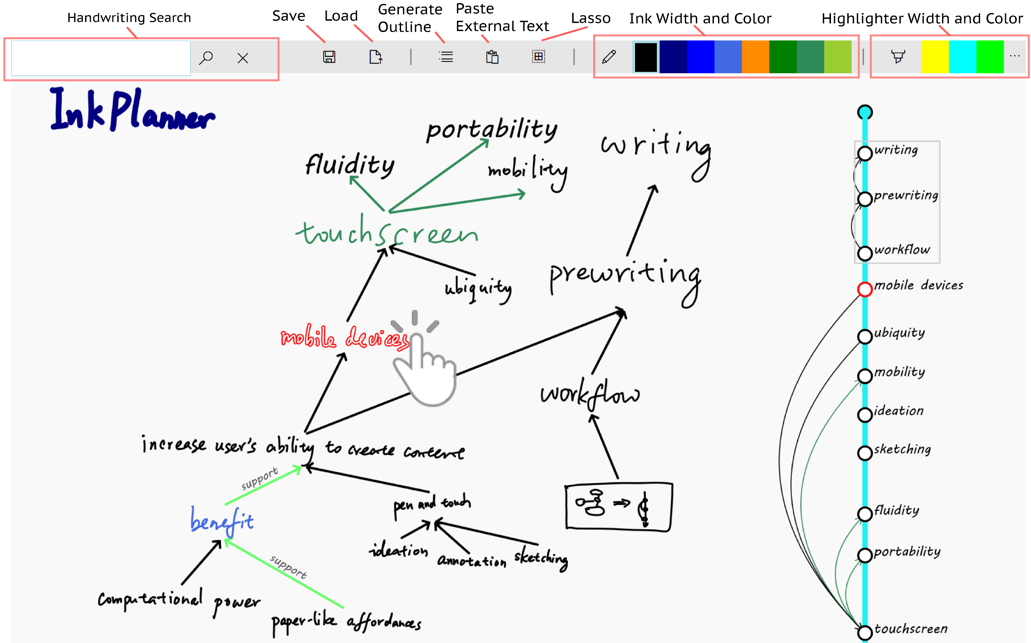 Handwriting Search
Save
Load
Generate
Outline
Paste
External Text
Lasso
Ink Width and Color
Highlighter Width and Color
InkPlanner
portability
fluidity
mobility
writing
touchscreen
ubiquity
prewriting
mobile devices
workflow
increase user's ability to create content
support
benefit
pen and touch
ideation
annotation
sketching
support
computational power
paper-like affordances
writing
prewriting
workflow
mobile devices
ubiquity
mobility
ideation
sketching
fluidity
portability
touchscreen